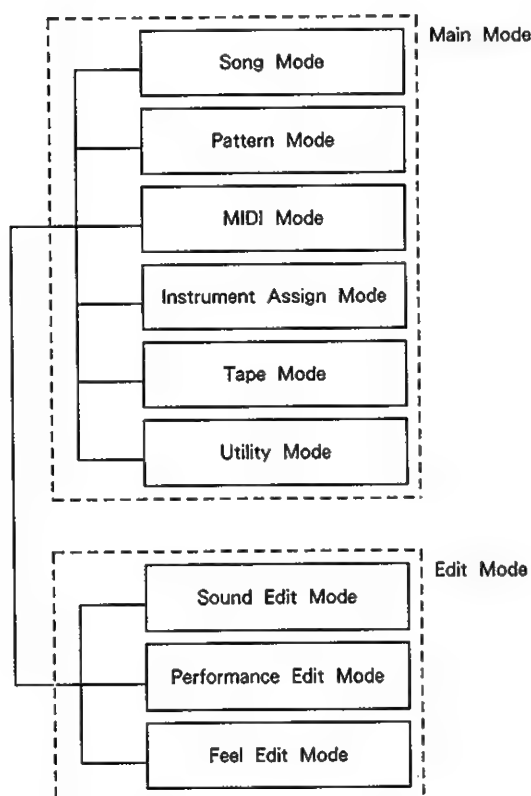 Main Mode
Song Mode
Pattern Mode
MIDI Mode
Instrument Assign Mode
Tape Mode
Utility Mode
Edit Mode
Sound Edit Mode
Performance Edit Mode
Feel Edit Mode